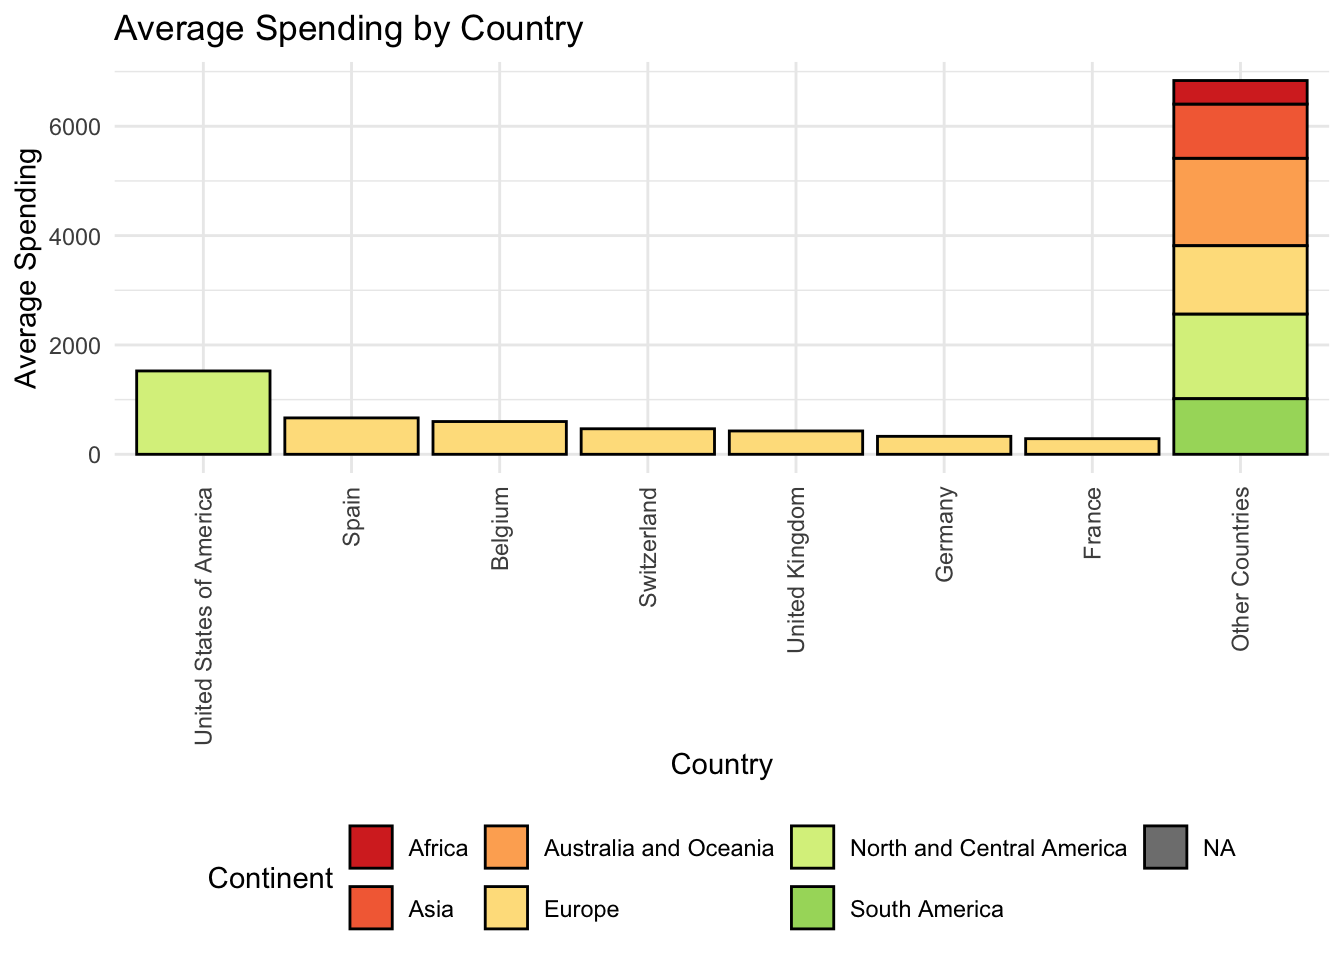 Average Spending by Country
Average Spending
6000
4000
2000
0
United States of America
Spain
Belgium
Switzerland
United Kingdom
Germany
France
Other Countries
Country
Continent
Africa
Australia and Oceania
North and Central America
NA
Asia
Europe
South America